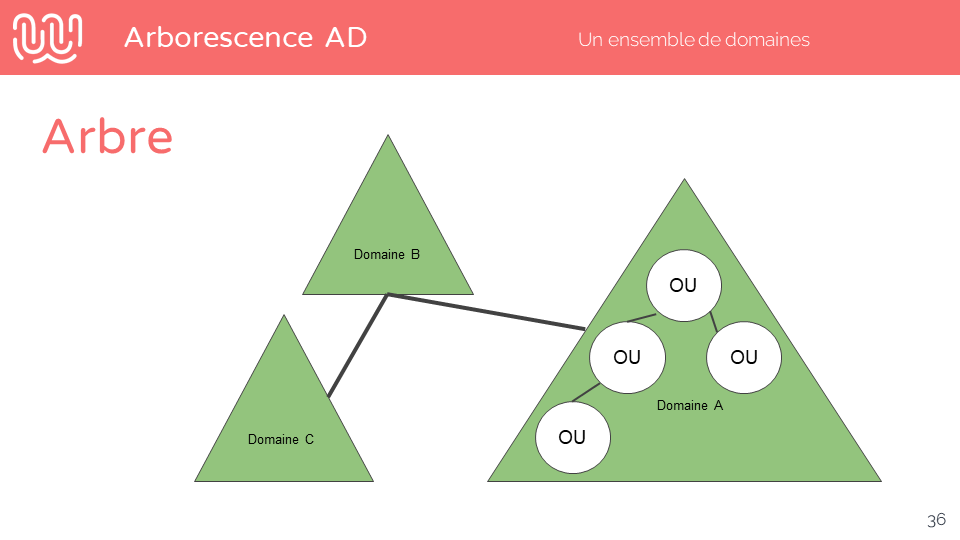 Arborescence AD
Un ensemble de domaines
Arbre
Domaine B
OU
OU
OU
Domaine A
OU
Domaine C
36